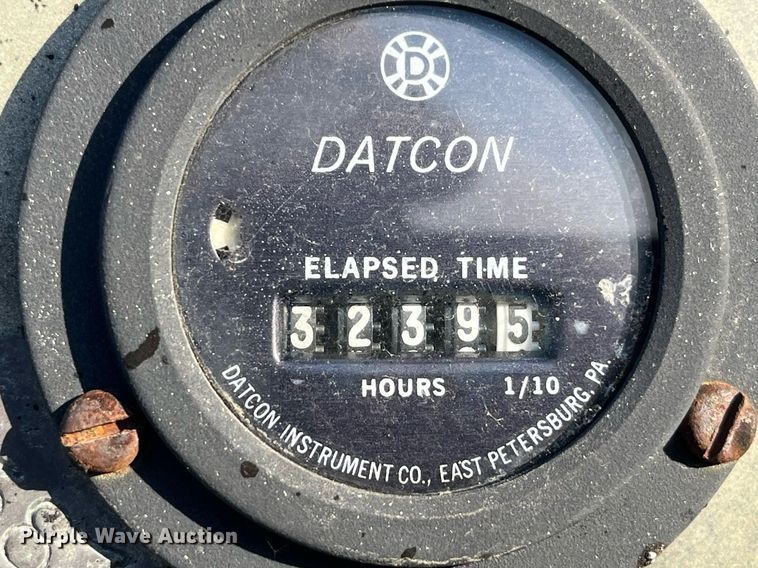 D
DATCON
ELAPSED TIME
32395
HOURS 1/10
DATCON INSTRUMENT CO., EAST PETERSBURG, PA.
Purple Wave Auction